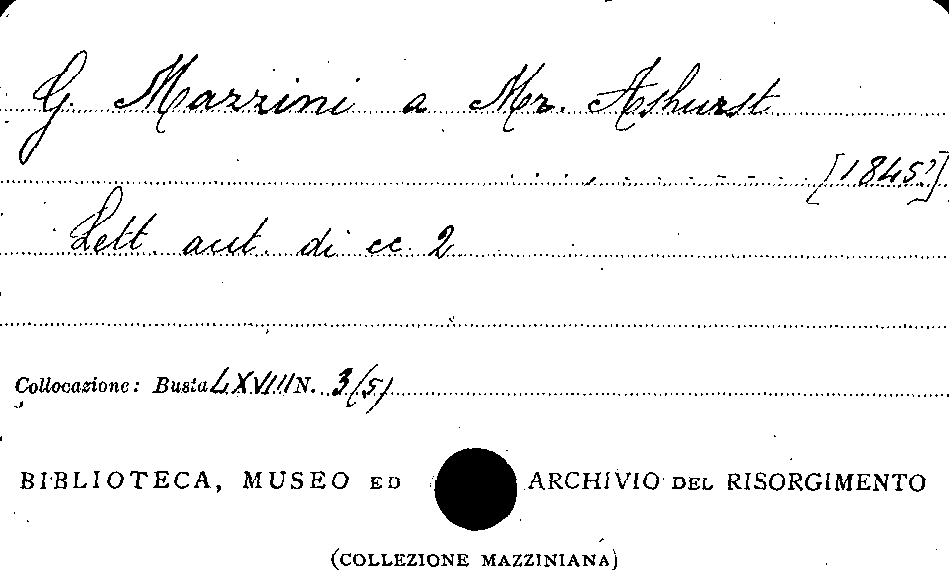 G. Mazzini a Mr. Ashurst
[1845?]
Lett. aut. di cc. 2
Collocazione: Busta LXVIII N. 3(5)
BIBLIOTECA, MUSEO ED ARCHIVIO DEL RISORGIMENTO
(COLLEZIONE MAZZINIANA)